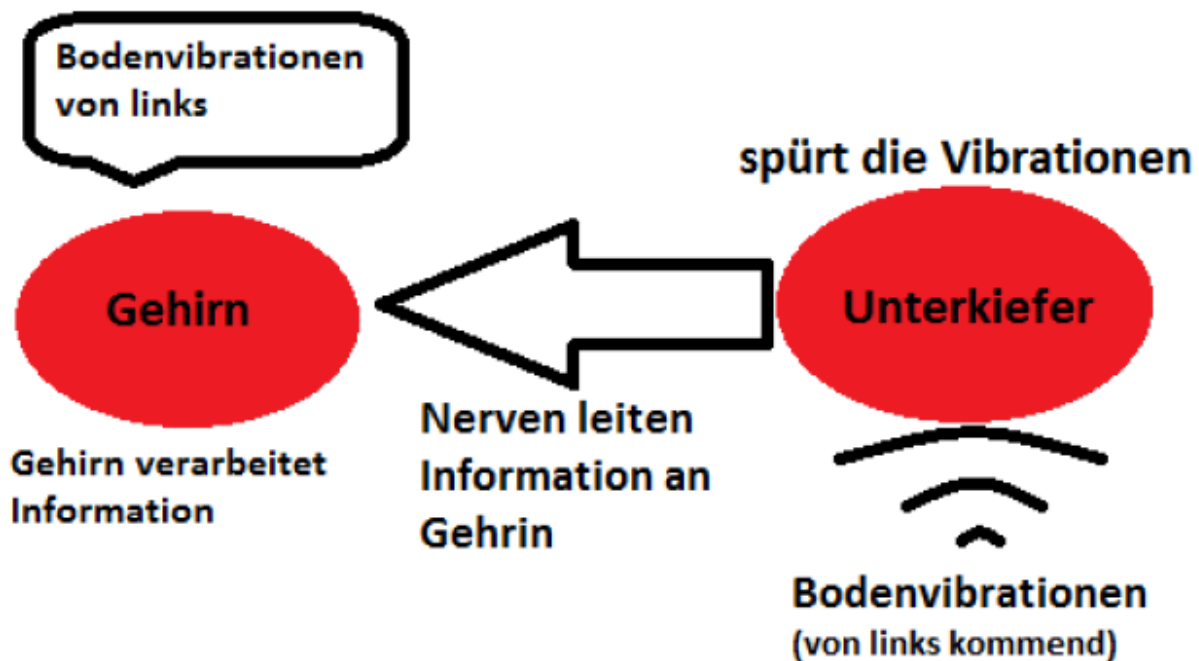 Bodenvibrationen
von links
spürt die Vibrationen
Gehirn
Unterkiefer
Gehirn verarbeitet
Information
Nerven leiten
Information an
Gehrin
Bodenvibrationen
(von links kommend)